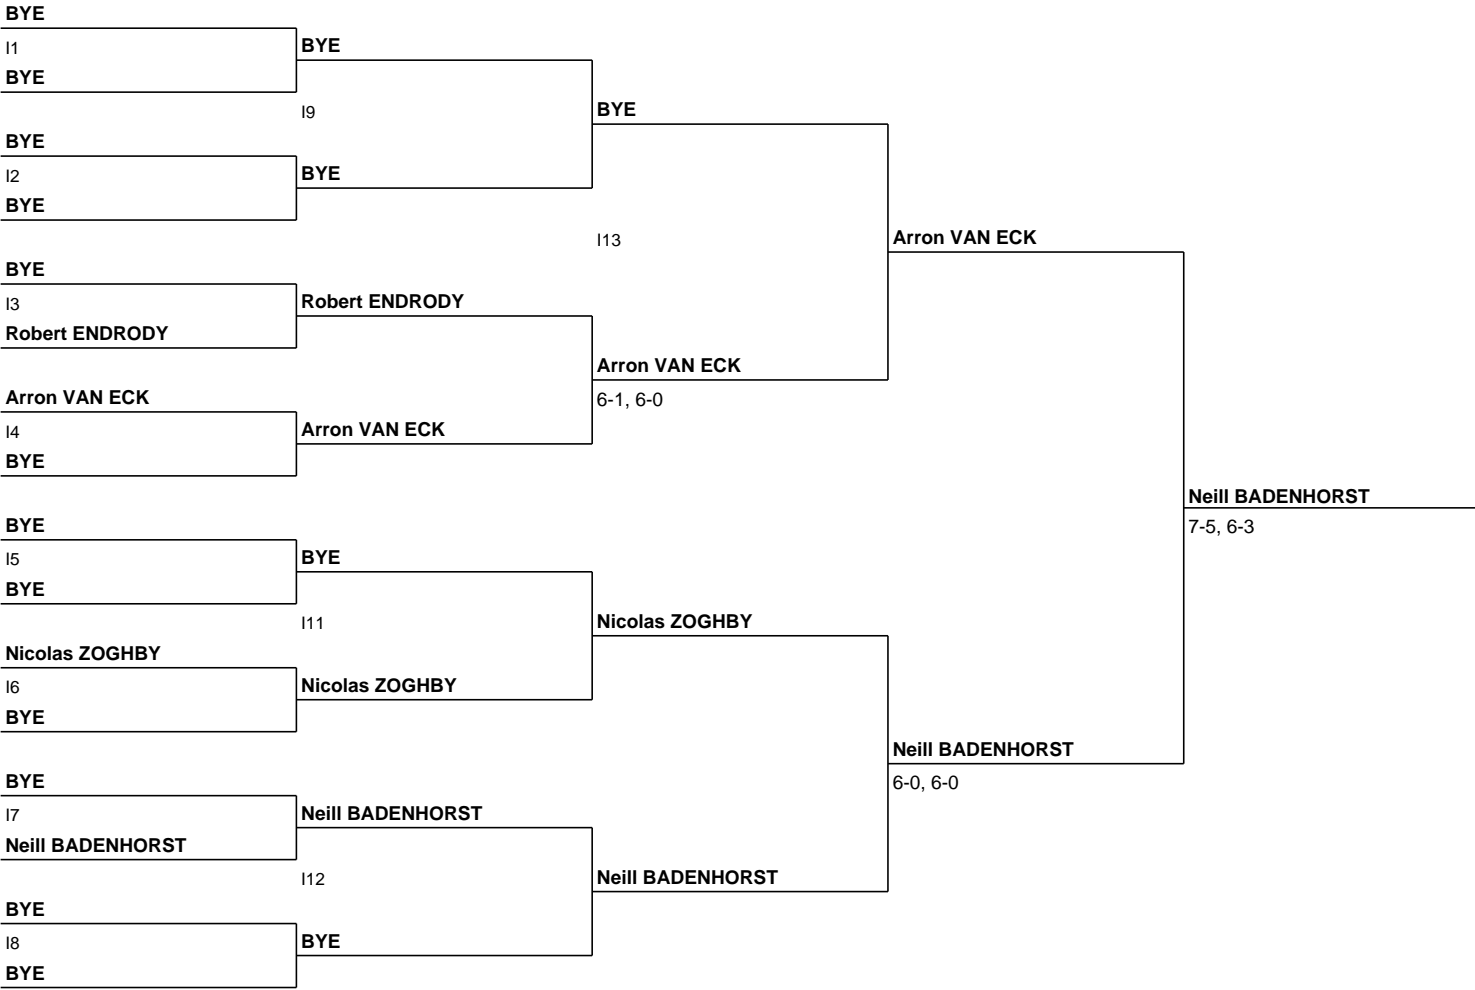 BYE
I1
BYE
BYE
I9
BYE
BYE
I2
BYE
BYE
I13
Arron VAN ECK
BYE
I3
Robert ENDRODY
Robert ENDRODY
Arron VAN ECK
6-1, 6-0
Arron VAN ECK
I4
Arron VAN ECK
BYE
Neill BADENHORST
7-5, 6-3
BYE
I5
BYE
BYE
I11
Nicolas ZOGHBY
Nicolas ZOGHBY
I6
Nicolas ZOGHBY
BYE
Neill BADENHORST
6-0, 6-0
BYE
I7
Neill BADENHORST
Neill BADENHORST
I12
Neill BADENHORST
BYE
I8
BYE
BYE